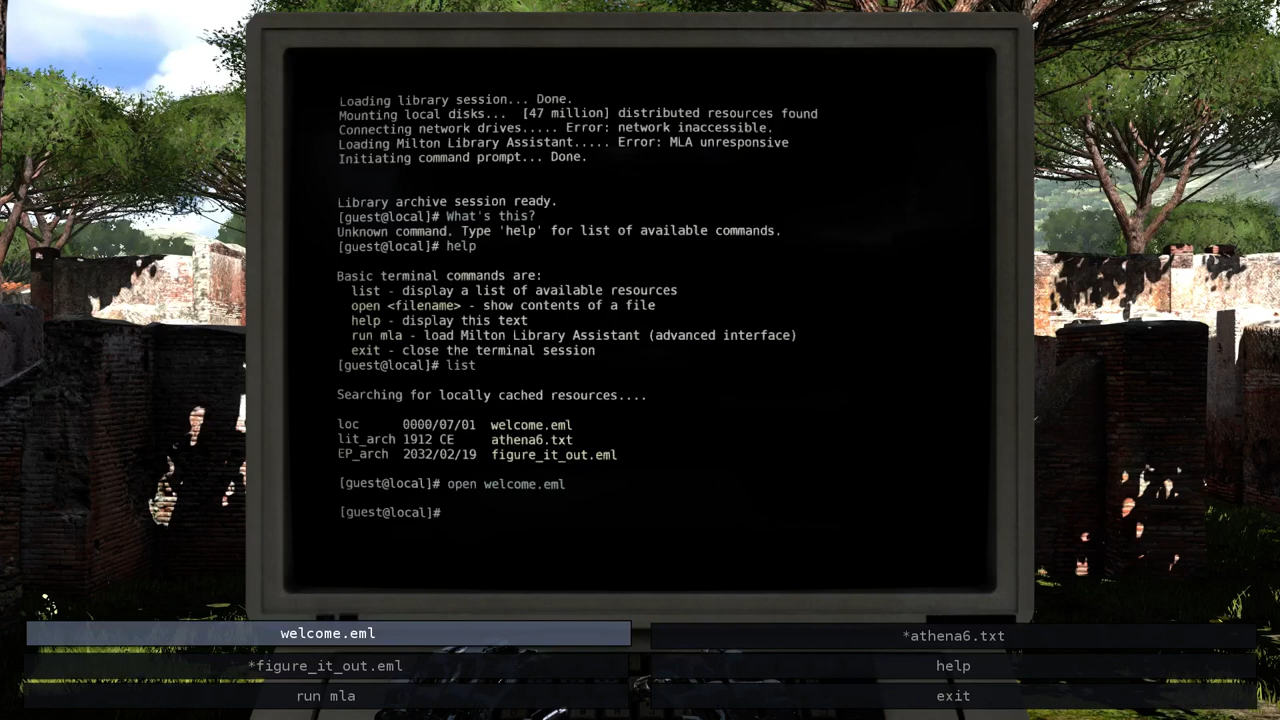 Loading library session... Done.
Mounting local disks...  [47 million] distributed resources found
Connecting network drives..... Error: network inaccessible.
Loading Milton Library Assistant..... Error: MLA unresponsive
Initiating command prompt... Done.
Library archive session ready.
[guest@local]# What's this?
Unknown command. Type 'help' for list of available commands.
[guest@local]# help
Basic terminal commands are:
list - display a list of available resources
open <filename> - show contents of a file
help - display this text
run mla - load Milton Library Assistant (advanced interface)
exit - close the terminal session
[guest@local]# list
Searching for locally cached resources....
loc      0000/07/01  welcome.eml
lit_arch 1912 CE     athena6.txt
EP_arch  2032/02/19  figure_it_out.eml
[guest@local]# open welcome.eml
[guest@local]#
welcome.eml
*athena6.txt
*figure_it_out.eml
help
run mla
exit